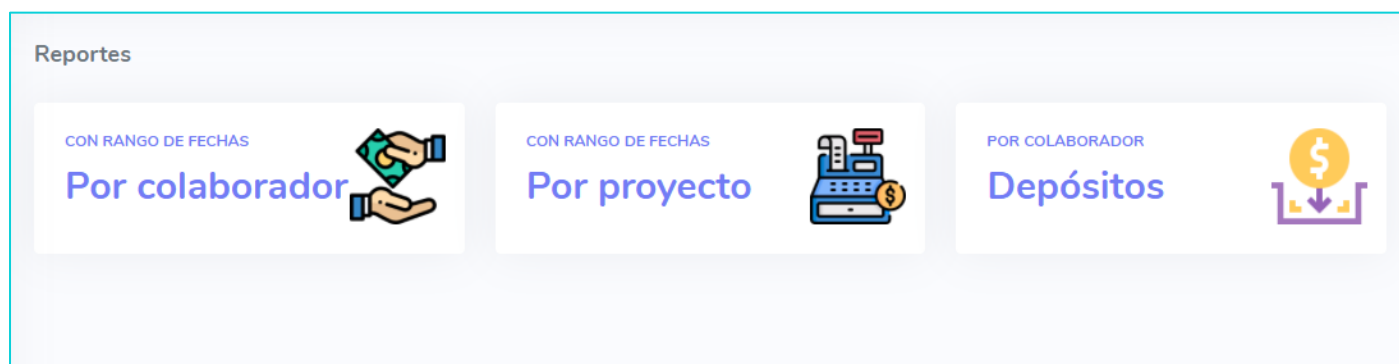 Reportes
CON RANGO DE FECHAS
Por colaborador
CON RANGO DE FECHAS
Por proyecto
POR COLABORADOR
Depósitos